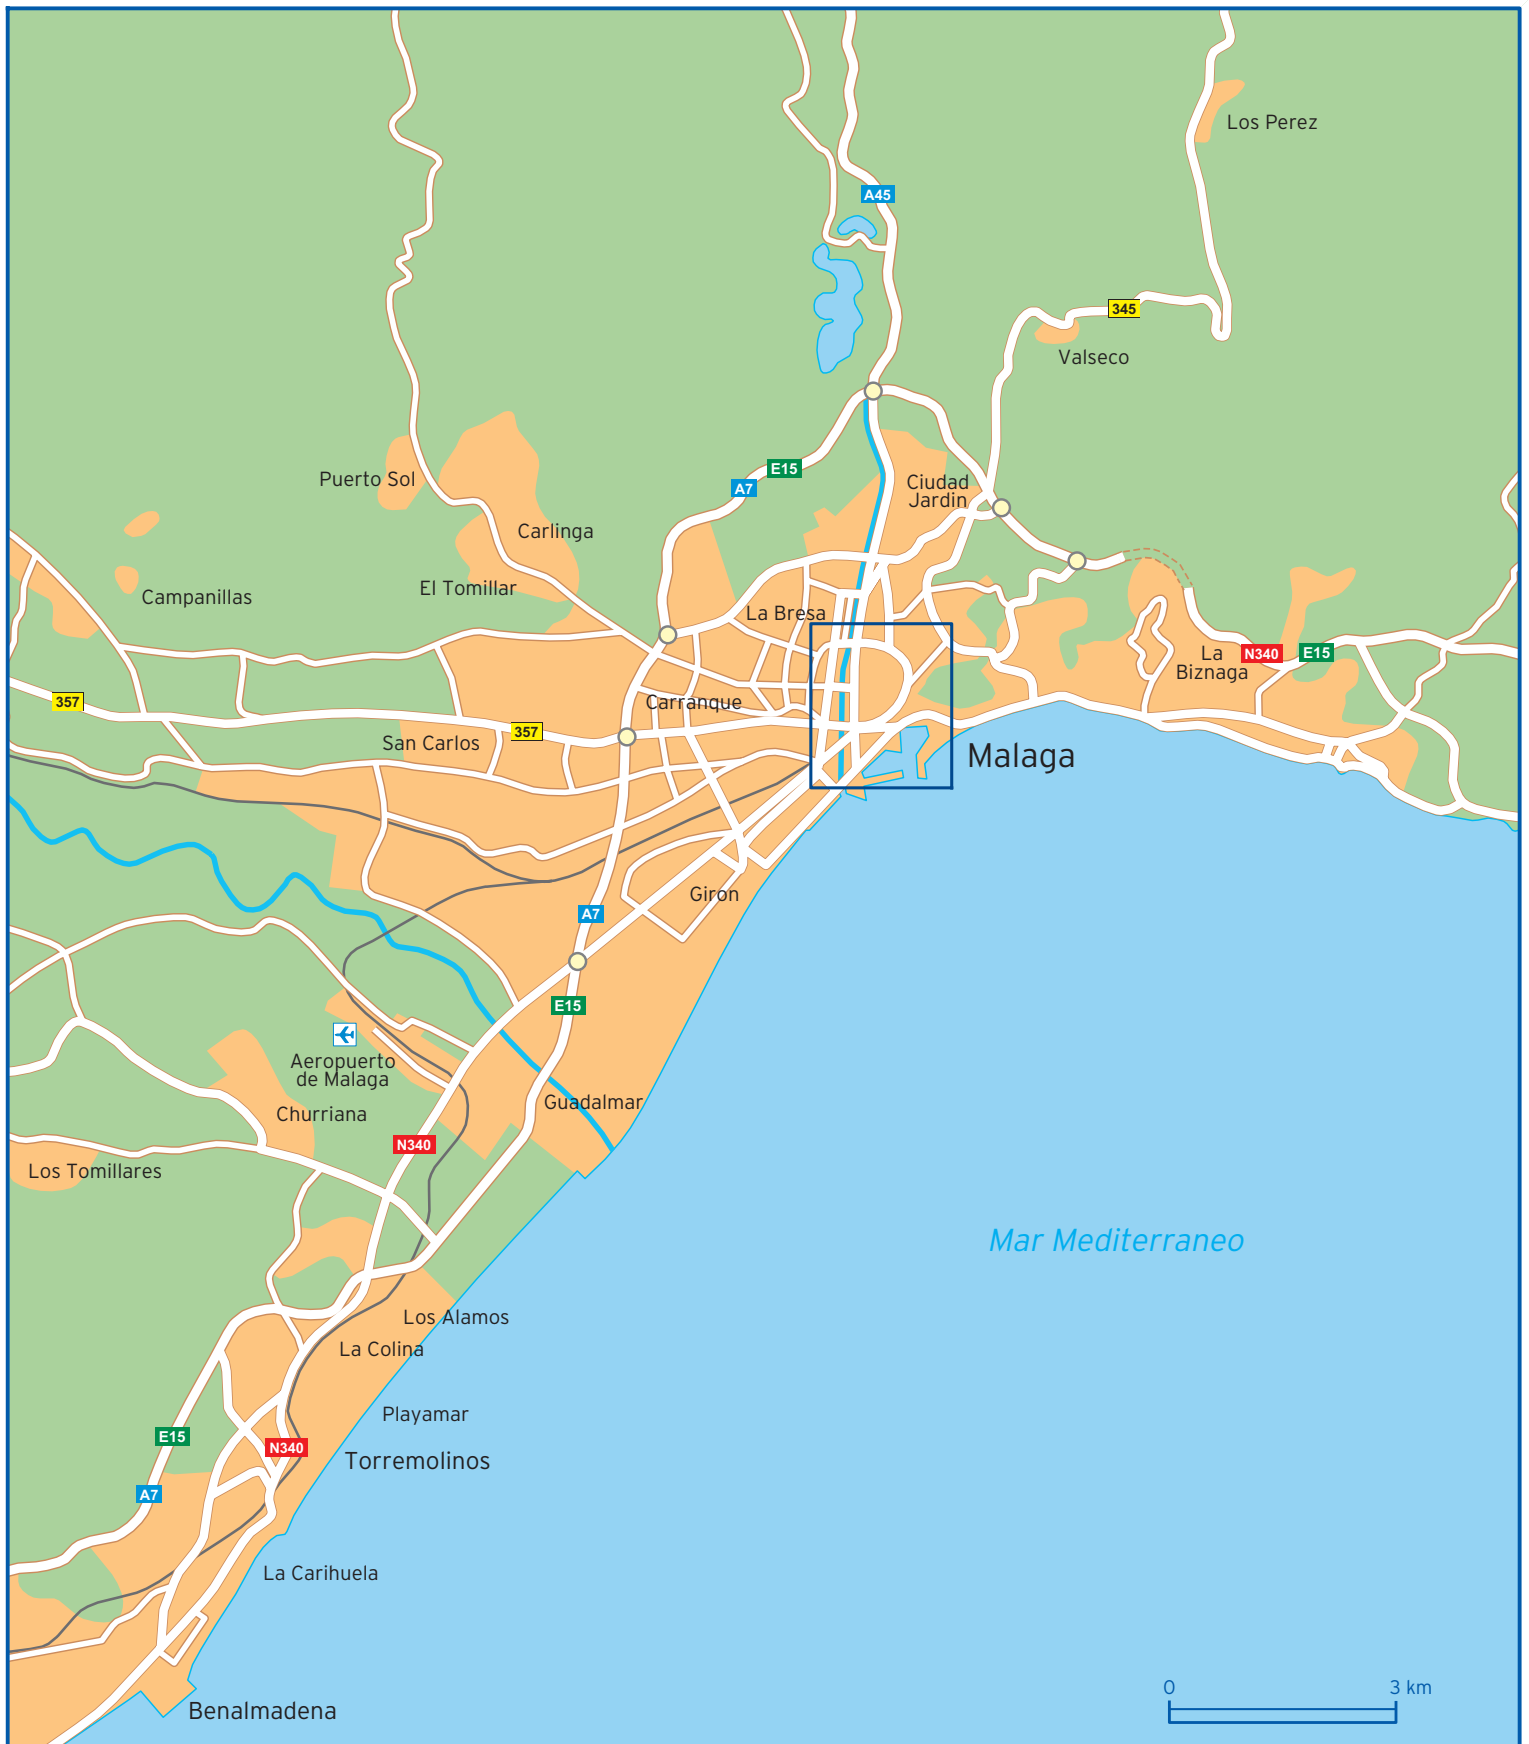 Los Perez
A45
345
Valseco
E15
A7
Puerto Sol
Ciudad
Jardin
Carlinga
El Tomillar
Campanillas
La Bresa
La
Biznaga
N340
E15
357
Carranque
357
San Carlos
Malaga
Giron
A7
E15
Aeropuerto
de Malaga
Guadalmar
Churriana
N340
Los Tomillares
Mar Mediterraneo
Los Alamos
La Colina
Playamar
E15
N340
Torremolinos
A7
La Carihuela
0 3 km
Benalmadena